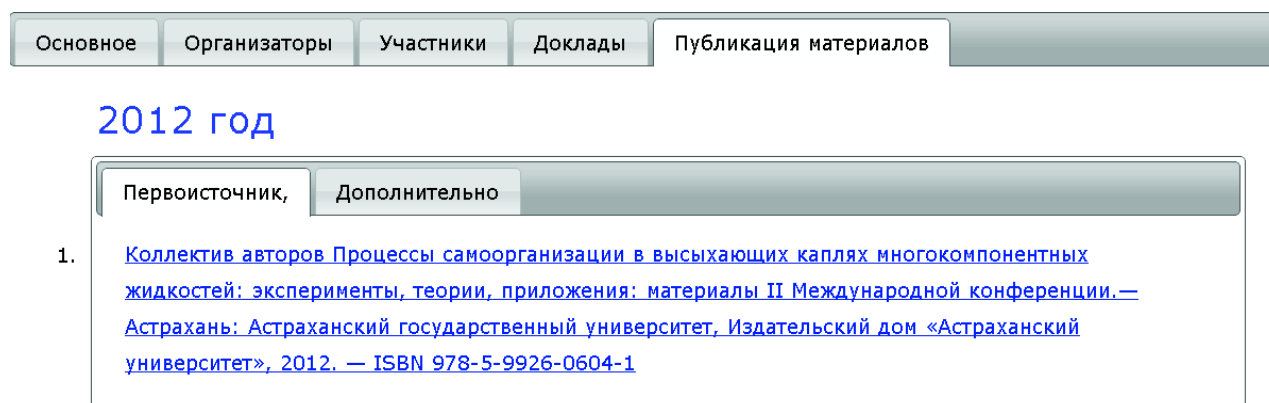 Основное Организаторы Участники Доклады Публикация материалов
2012 год
Первоисточник, Дополнительно
1. Коллектив авторов Процессы самоорганизации в высыхающих каплях многокомпонентных
жидкостей: эксперименты, теории, приложения: материалы II Международной конференции.—
Астрахань: Астраханский государственный университет, Издательский дом «Астраханский
университет», 2012. — ISBN 978-5-9926-0604-1